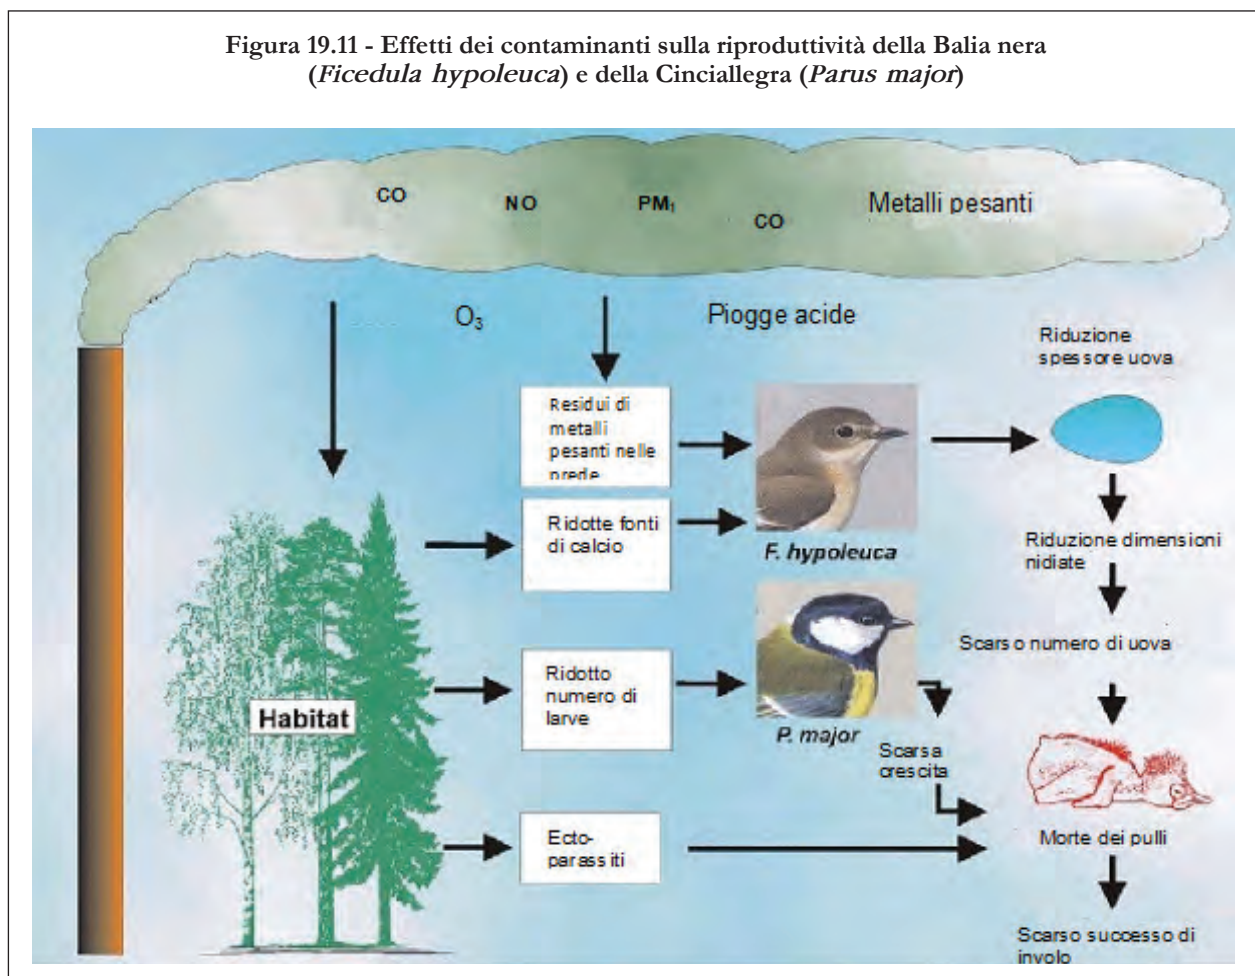 Figura 19.11 - Effetti dei contaminanti sulla riproduttività della Balia nera
(Ficedula hypoleuca) e della Cinciallegra (Parus major)
CO
NO
PM₁
CO
Metalli pesanti
O₃
Piogge acide
Riduzione
spessore uova
Residui di
metalli
pesanti nelle
prede
Ridotte fonti
di calcio
F. hypoleuca
Riduzione dimensioni
nidiate
Scarso numero di uova
Ridotto
numero di
larve
Habitat
P. major
Scarsa
crescita
Ecto-
parassiti
Morte dei pulli
Scarso successo di
involo